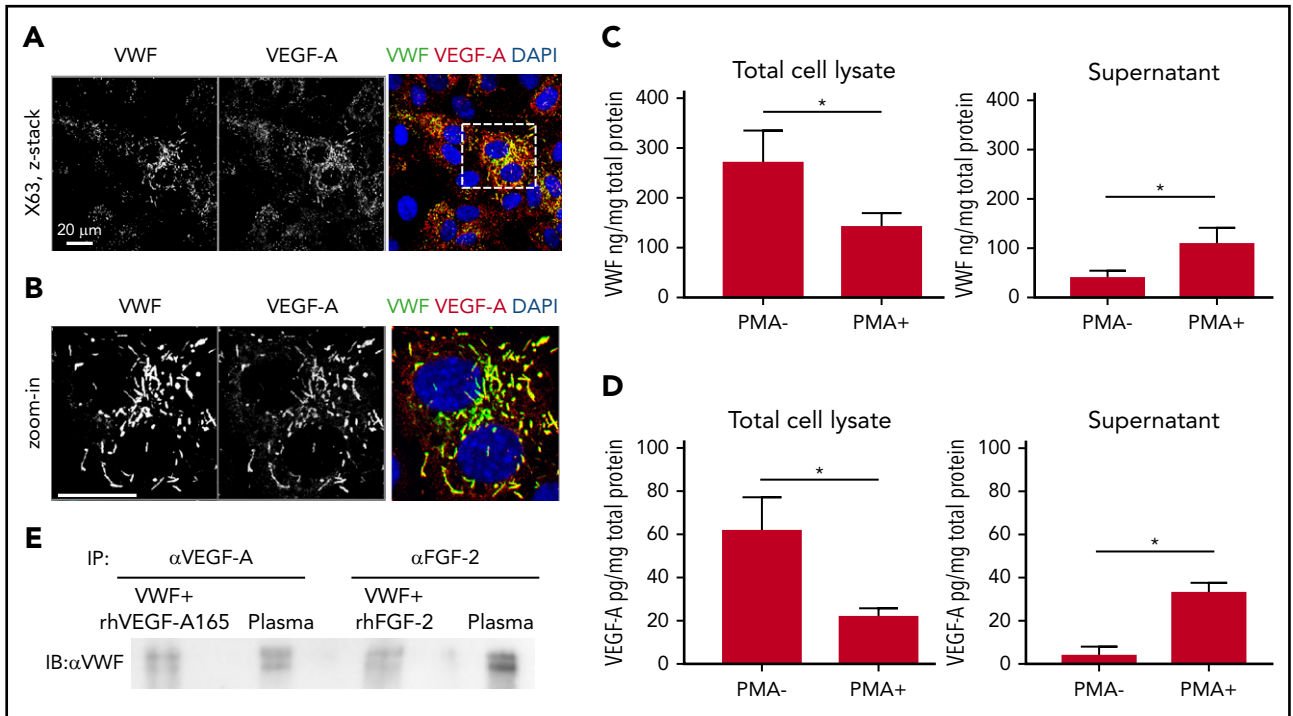 A
VWF
VEGF-A
VWF VEGF-A DAPI
X63, z-stack
20 μm
B
VWF
VEGF-A
VWF VEGF-A DAPI
zoom-in
E
IP:
αVEGF-A
αFGF-2
VWF+
rhVEGF-A165
Plasma
VWF+
rhFGF-2
Plasma
IB:αVWF
C
Total cell lysate
VWF ng/mg total protein
400
300
200
100
0
*
PMA-
PMA+
Supernatant
VWF ng/mg total protein
400
300
200
100
0
*
PMA-
PMA+
D
Total cell lysate
VEGF-A pg/mg total protein
100
80
60
40
20
0
*
PMA-
PMA+
Supernatant
VEGF-A pg/mg total protein
100
80
60
40
20
0
*
PMA-
PMA+